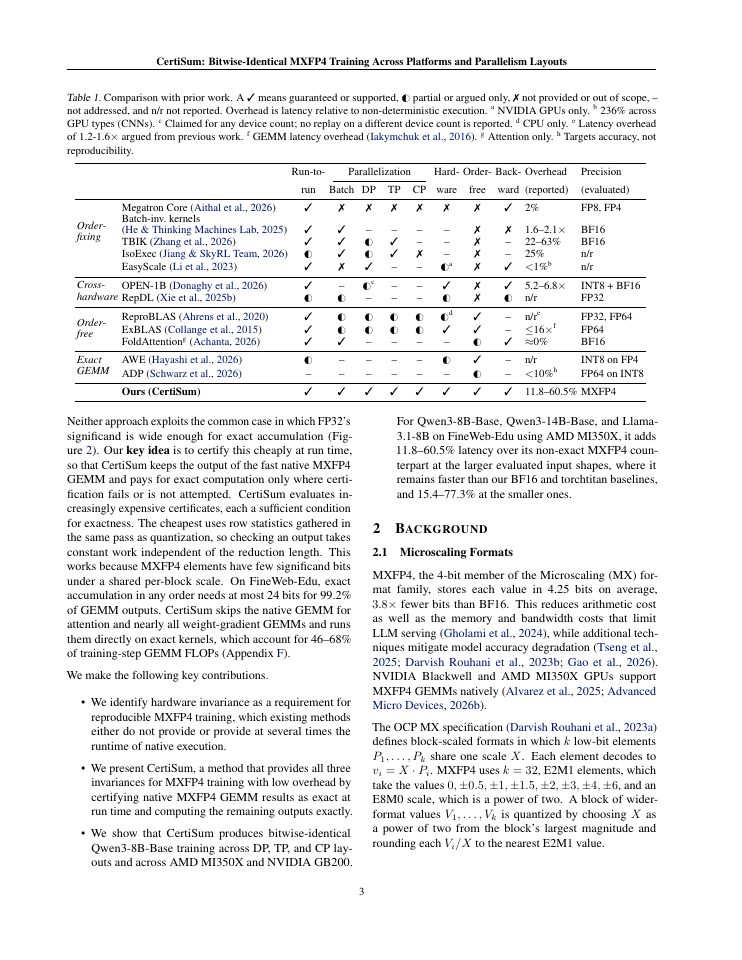 CertiSum: Bitwise-Identical MXFP4 Training Across Platforms and Parallelism Layouts
Table 1. Comparison with prior work. A ✓ means guaranteed or supported, ◐ partial or argued only, ✗ not provided or out of scope, –
not addressed, and n/r not reported. Overhead is latency relative to non-deterministic execution. a NVIDIA GPUs only. b 236% across
GPU types (CNNs). c Claimed for any device count; no replay on a different device count is reported. d CPU only. e Latency overhead
of 1.2-1.6× argued from previous work. f GEMM latency overhead (Iakymchuk et al., 2016). g Attention only. h Targets accuracy, not
reproducibility.
Run-to- Parallelization Hard- Order- Back- Overhead Precision
run Batch DP TP CP ware free ward (reported) (evaluated)
Order-fixing
Megatron Core (Aithal et al., 2026) ✓ ✗ ✗ ✗ ✗ ✗ ✗ ✓ 2% FP8, FP4
Batch-inv. kernels
(He & Thinking Machines Lab, 2025) ✓ ✓ – – – – ✗ ✗ 1.6–2.1× BF16
TBIK (Zhang et al., 2026) ✓ ✓ ◐ ✓ – – ✗ – 22–63% BF16
IsoExec (Jiang & SkyRL Team, 2026) ◐ ✓ ◐ ✓ ✗ – ✗ – 25% n/r
EasyScale (Li et al., 2023) ✓ ✗ ✓ – – ◐a ✗ ✓ <1%b n/r
Cross-hardware
OPEN-1B (Donaghy et al., 2026) ✓ – ◐c – – ✓ ✗ ✓ 5.2–6.8× INT8 + BF16
RepDL (Xie et al., 2025b) ◐ ◐ – – – ◐ ✗ ◐ n/r FP32
Order-free
ReproBLAS (Ahrens et al., 2020) ✓ ◐ ◐ ◐ ◐ ◐d ✓ – n/re FP32, FP64
ExBLAS (Collange et al., 2015) ✓ ◐ ◐ ◐ ◐ ✓ ✓ – ≤16×f FP64
FoldAttentiong (Achanta, 2026) ✓ ✓ – – – – ◐ ✓ ≈0% BF16
Exact GEMM
AWE (Hayashi et al., 2026) ◐ – – – – ◐ ✓ – n/r INT8 on FP4
ADP (Schwarz et al., 2026) – – – – – – ◐ – <10%h FP64 on INT8
Ours (CertiSum) ✓ ✓ ✓ ✓ ✓ ✓ ✓ ✓ 11.8–60.5% MXFP4
Neither approach exploits the common case in which FP32's
significand is wide enough for exact accumulation (Fig-
ure 2). Our key idea is to certify this cheaply at run time,
so that CertiSum keeps the output of the fast native MXFP4
GEMM and pays for exact computation only where certi-
fication fails or is not attempted. CertiSum evaluates in-
creasingly expensive certificates, each a sufficient condition
for exactness. The cheapest uses row statistics gathered in
the same pass as quantization, so checking an output takes
constant work independent of the reduction length. This
works because MXFP4 elements have few significand bits
under a shared per-block scale. On FineWeb-Edu, exact
accumulation in any order needs at most 24 bits for 99.2%
of GEMM outputs. CertiSum skips the native GEMM for
attention and nearly all weight-gradient GEMMs and runs
them directly on exact kernels, which account for 46–68%
of training-step GEMM FLOPs (Appendix F).
We make the following key contributions.
• We identify hardware invariance as a requirement for
reproducible MXFP4 training, which existing methods
either do not provide or provide at several times the
runtime of native execution.
• We present CertiSum, a method that provides all three
invariances for MXFP4 training with low overhead by
certifying native MXFP4 GEMM results as exact at
run time and computing the remaining outputs exactly.
• We show that CertiSum produces bitwise-identical
Qwen3-8B-Base training across DP, TP, and CP lay-
outs and across AMD MI350X and NVIDIA GB200.
For Qwen3-8B-Base, Qwen3-14B-Base, and Llama-
3.1-8B on FineWeb-Edu using AMD MI350X, it adds
11.8–60.5% latency over its non-exact MXFP4 coun-
terpart at the larger evaluated input shapes, where it
remains faster than our BF16 and torchtitan baselines,
and 15.4–77.3% at the smaller ones.
2 BACKGROUND
2.1 Microscaling Formats
MXFP4, the 4-bit member of the Microscaling (MX) for-
mat family, stores each value in 4.25 bits on average,
3.8× fewer bits than BF16. This reduces arithmetic cost
as well as the memory and bandwidth costs that limit
LLM serving (Gholami et al., 2024), while additional tech-
niques mitigate model accuracy degradation (Tseng et al.,
2025; Darvish Rouhani et al., 2023b; Gao et al., 2026).
NVIDIA Blackwell and AMD MI350X GPUs support
MXFP4 GEMMs natively (Alvarez et al., 2025; Advanced
Micro Devices, 2026b).
The OCP MX specification (Darvish Rouhani et al., 2023a)
defines block-scaled formats in which k low-bit elements
P1, . . . , Pk share one scale X. Each element decodes to
vi = X · Pi. MXFP4 uses k = 32, E2M1 elements, which
take the values 0, ±0.5, ±1, ±1.5, ±2, ±3, ±4, ±6, and an
E8M0 scale, which is a power of two. A block of wider-
format values V1, . . . , Vk is quantized by choosing X as
a power of two from the block's largest magnitude and
rounding each Vi/X to the nearest E2M1 value.
3